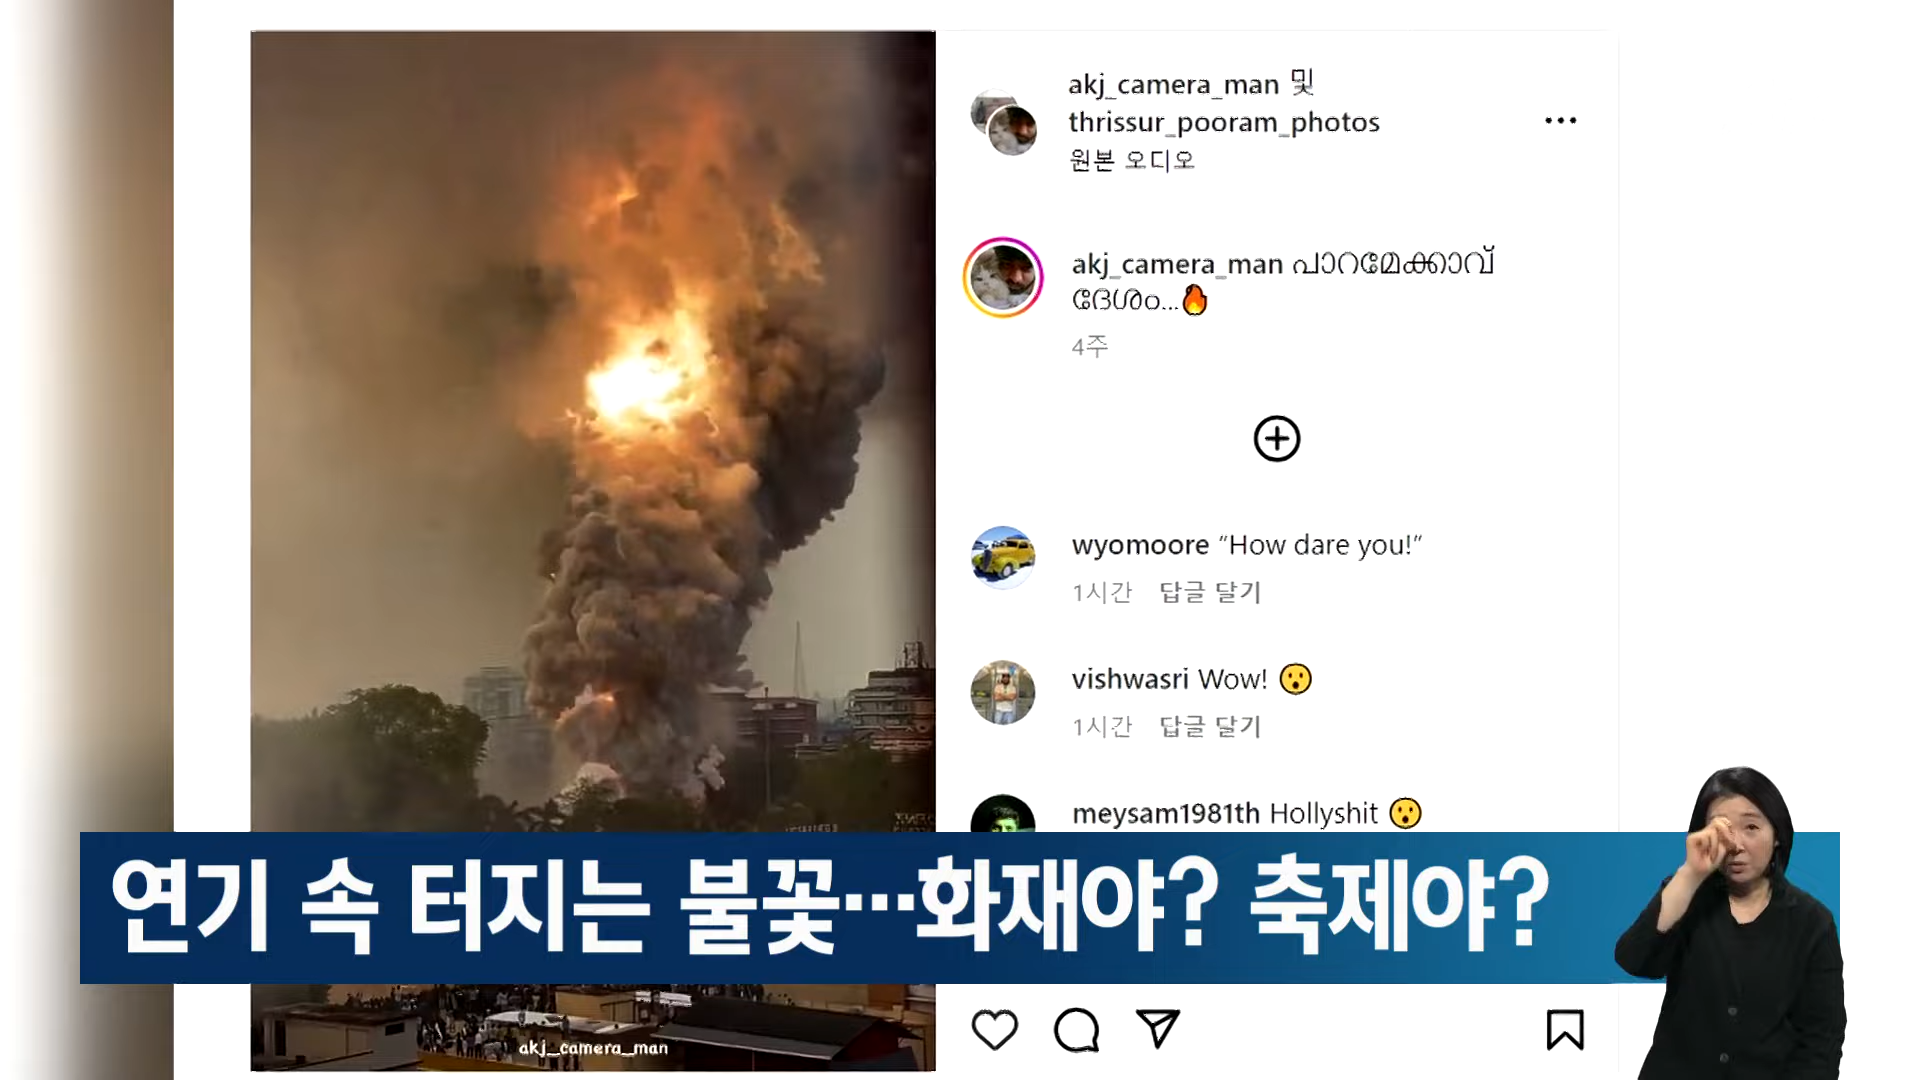 akj_camera_man 및
thrissur_pooram_photos
원본 오디오
akj_camera_man പാറമേക്കാവ്
ദേശം...🔥
4주
wyomoore “How dare you!”
1시간 답글 달기
vishwasri Wow! 😮
1시간 답글 달기
meysam1981th Hollyshit 😮
연기 속 터지는 불꽃…화재야? 축제야?
akj_camera_man